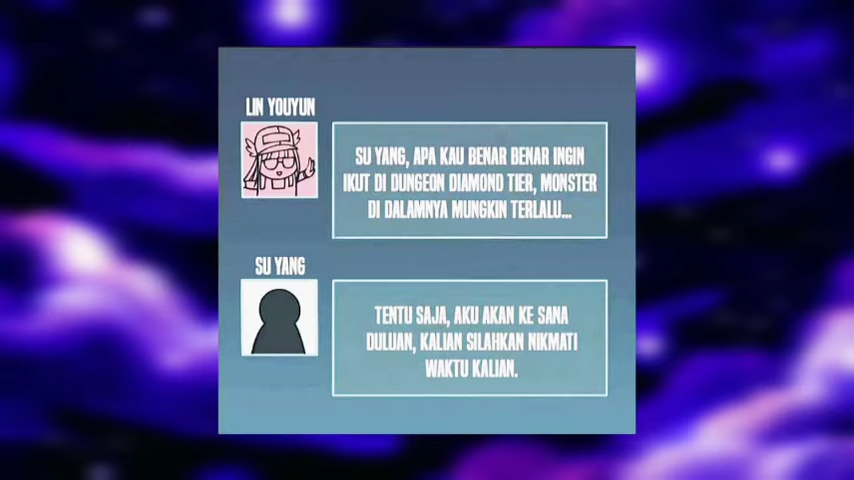 LIN YOUYUN
SU YANG, APA KAU BENAR BENAR INGIN
IKUT DI DUNGEON DIAMOND TIER, MONSTER
DI DALAMNYA MUNGKIN TERLALU...
SU YANG
TENTU SAJA, AKU AKAN KE SANA
DULUAN, KALIAN SILAHKAN NIKMATI
WAKTU KALIAN.